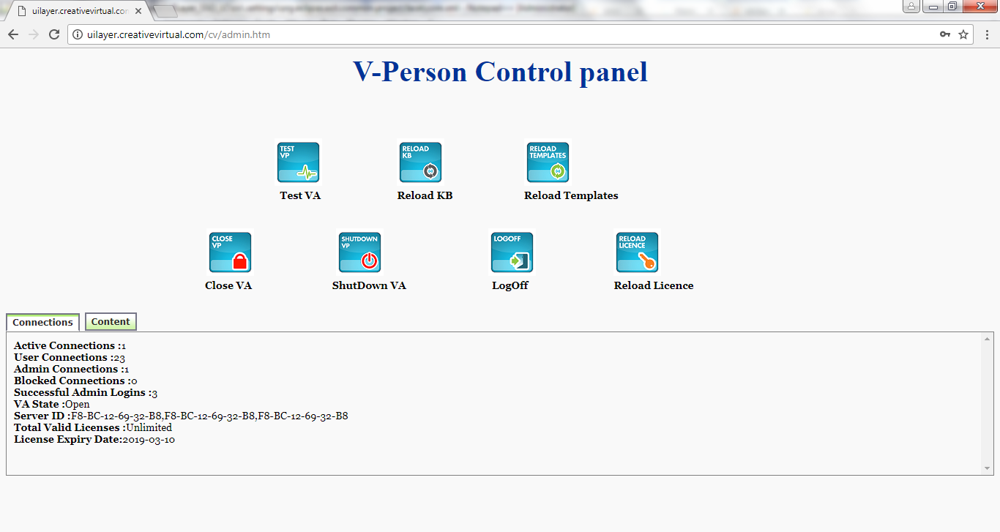 uilayer.creativevirtual.con
uilayer.creativevirtual.com/cv/admin.htm
V-Person Control panel
TEST VP
RELOAD KB
RELOAD TEMPLATES
Test VA
Reload KB
Reload Templates
CLOSE VP
SHUTDOWN VP
LOGOFF
RELOAD LICENCE
Close VA
ShutDown VA
LogOff
Reload Licence
Connections
Content
Active Connections :1
User Connections :23
Admin Connections :1
Blocked Connections :0
Successful Admin Logins :3
VA State :Open
Server ID :F8-BC-12-69-32-B8,F8-BC-12-69-32-B8,F8-BC-12-69-32-B8
Total Valid Licenses :Unlimited
License Expiry Date:2019-03-10